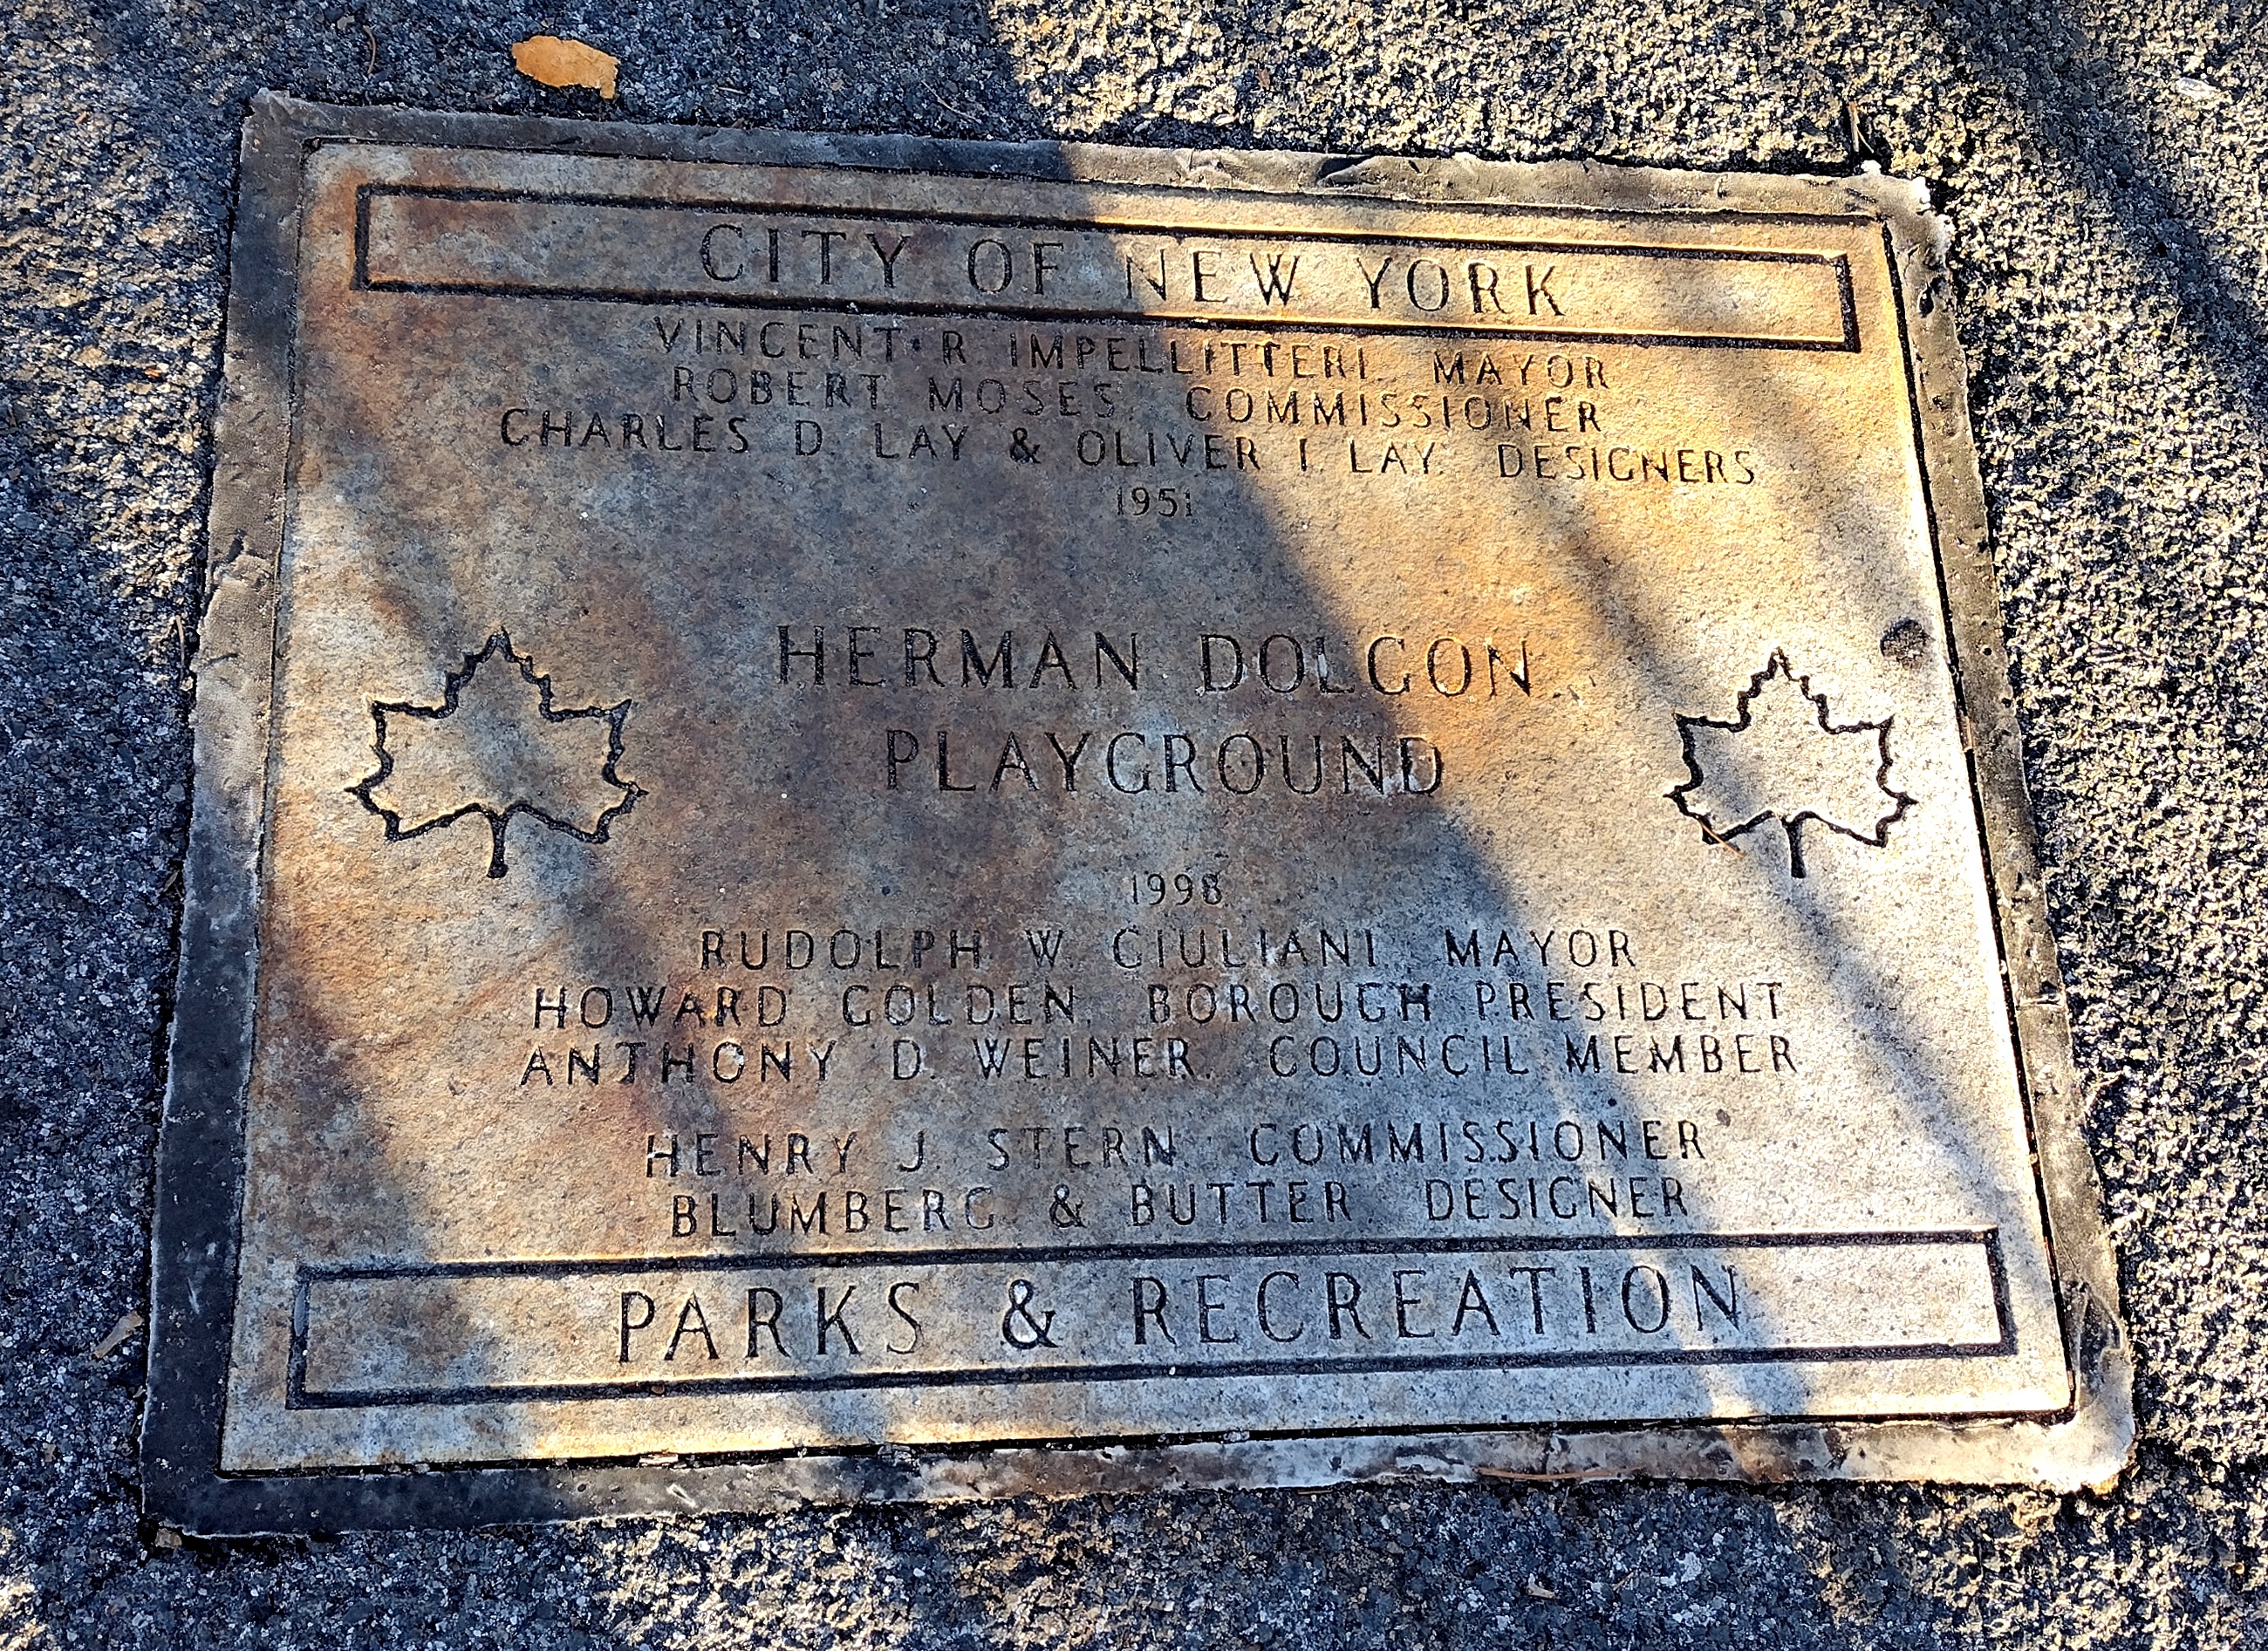 CITY OF NEW YORK
VINCENT R. IMPELLITTERI, MAYOR
ROBERT MOSES, COMMISSIONER
CHARLES D. LAY & OLIVER I. LAY, DESIGNERS
1951
HERMAN DOLGON
PLAYGROUND
1998
RUDOLPH W. GIULIANI, MAYOR
HOWARD GOLDEN, BOROUGH PRESIDENT
ANTHONY D. WEINER, COUNCIL MEMBER
HENRY J. STERN, COMMISSIONER
BLUMBERG & BUTTER, DESIGNER
PARKS & RECREATION